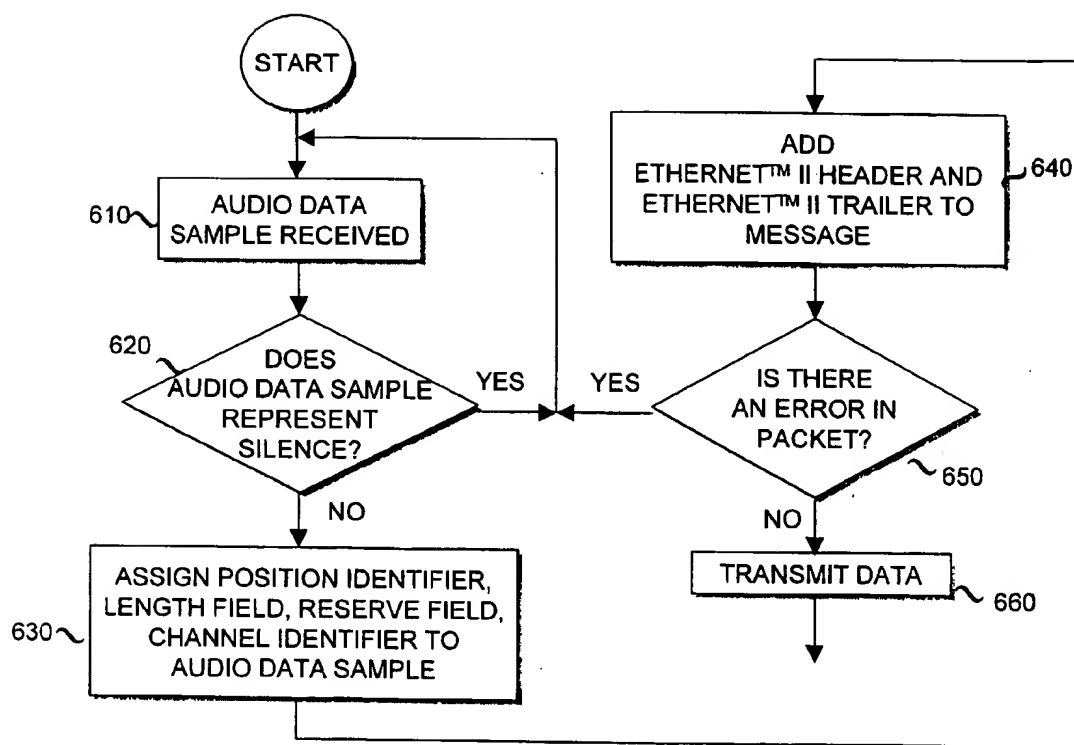 START
610
AUDIO DATA
SAMPLE RECEIVED
620
DOES
AUDIO DATA SAMPLE
REPRESENT
SILENCE?
YES
NO
630
ASSIGN POSITION IDENTIFIER,
LENGTH FIELD, RESERVE FIELD,
CHANNEL IDENTIFIER TO
AUDIO DATA SAMPLE
ADD
ETHERNET™ II HEADER AND
ETHERNET™ II TRAILER TO
MESSAGE
640
YES
IS THERE
AN ERROR IN
PACKET?
650
NO
TRANSMIT DATA
660